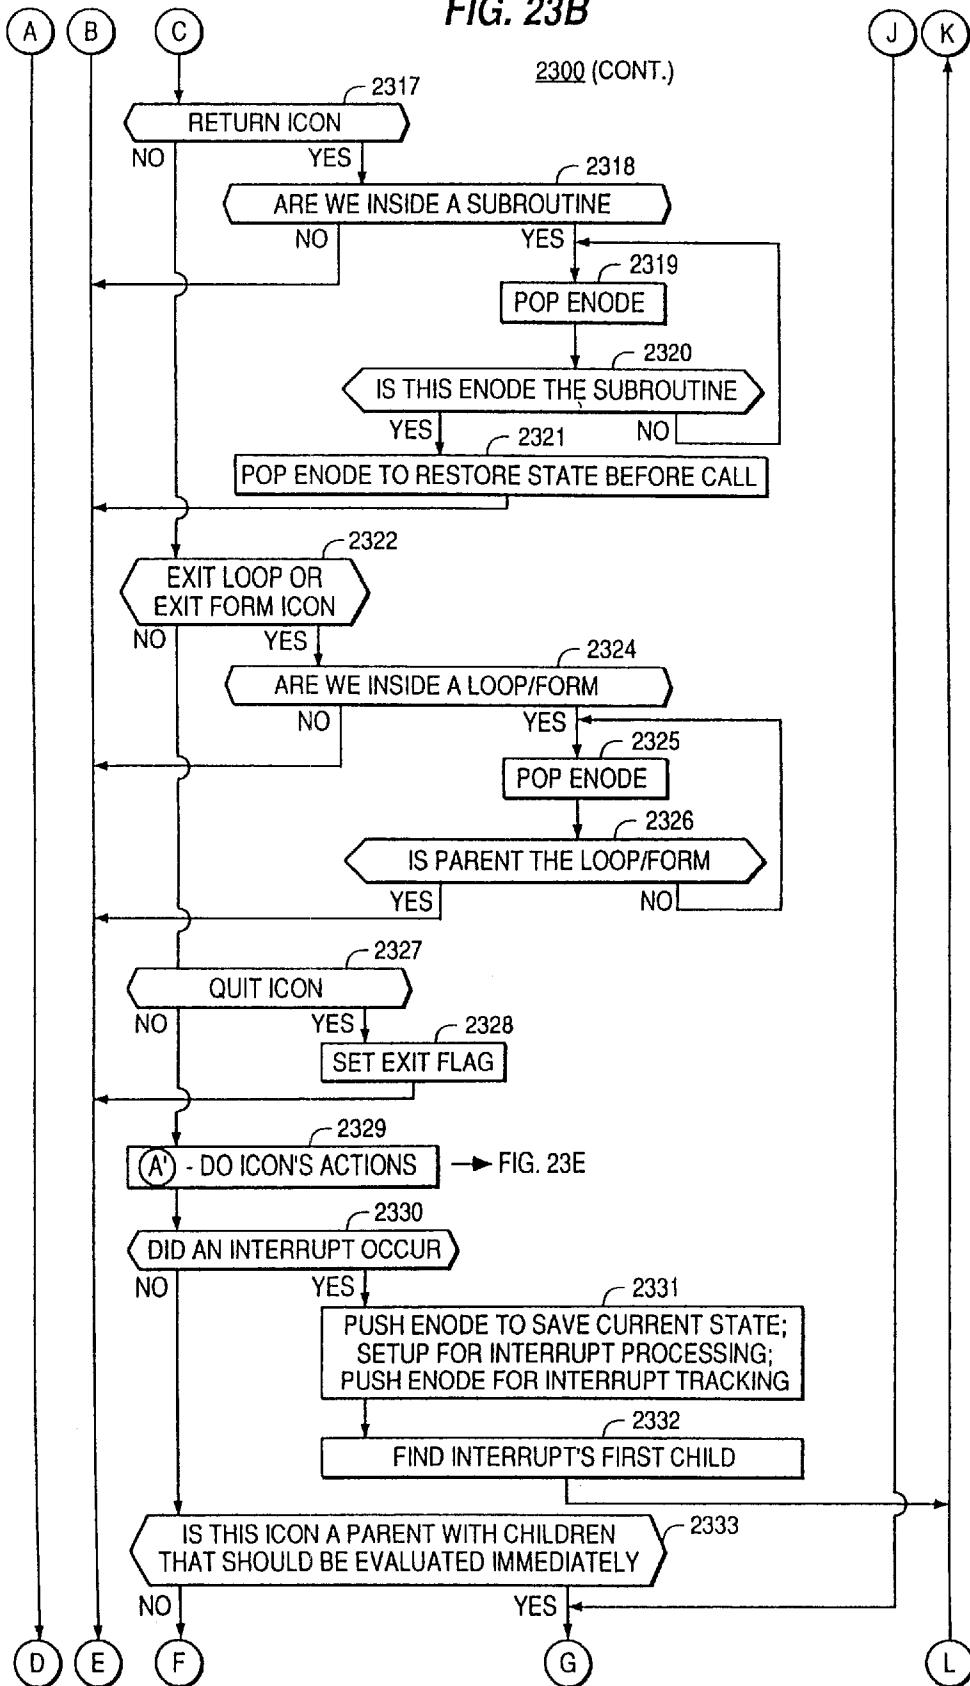 FIG. 23B
A
B
C
J
K
2300 (CONT.)
2317
RETURN ICON
NO
YES
2318
ARE WE INSIDE A SUBROUTINE
NO
YES
2319
POP ENODE
2320
IS THIS ENODE THE SUBROUTINE
YES
NO
2321
POP ENODE TO RESTORE STATE BEFORE CALL
2322
EXIT LOOP OR
EXIT FORM ICON
NO
YES
2324
ARE WE INSIDE A LOOP/FORM
NO
YES
2325
POP ENODE
2326
IS PARENT THE LOOP/FORM
YES
NO
2327
QUIT ICON
NO
YES
2328
SET EXIT FLAG
2329
A' - DO ICON'S ACTIONS
FIG. 23E
2330
DID AN INTERRUPT OCCUR
NO
YES
2331
PUSH ENODE TO SAVE CURRENT STATE;
SETUP FOR INTERRUPT PROCESSING;
PUSH ENODE FOR INTERRUPT TRACKING
2332
FIND INTERRUPT'S FIRST CHILD
2333
IS THIS ICON A PARENT WITH CHILDREN
THAT SHOULD BE EVALUATED IMMEDIATELY
NO
YES
D
E
F
G
L